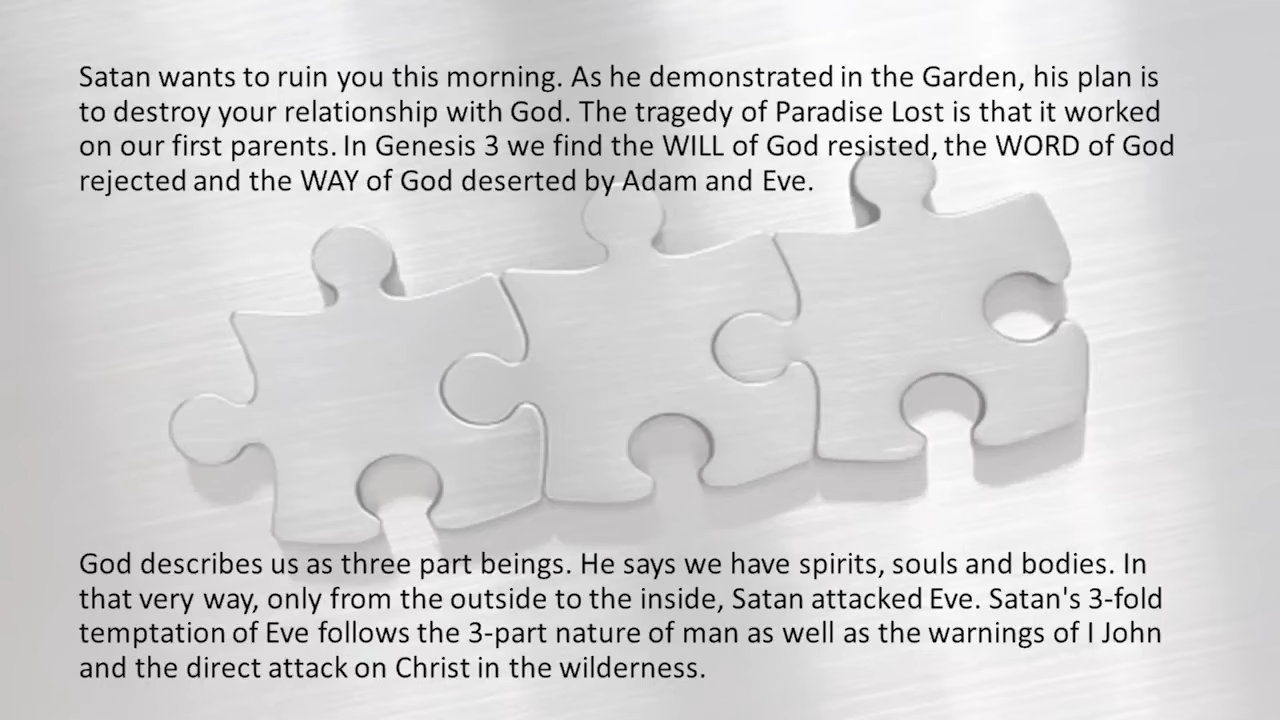 Satan wants to ruin you this morning. As he demonstrated in the Garden, his plan is
to destroy your relationship with God. The tragedy of Paradise Lost is that it worked
on our first parents. In Genesis 3 we find the WILL of God resisted, the WORD of God
rejected and the WAY of God deserted by Adam and Eve.
God describes us as three part beings. He says we have spirits, souls and bodies. In
that very way, only from the outside to the inside, Satan attacked Eve. Satan's 3-fold
temptation of Eve follows the 3-part nature of man as well as the warnings of I John
and the direct attack on Christ in the wilderness.